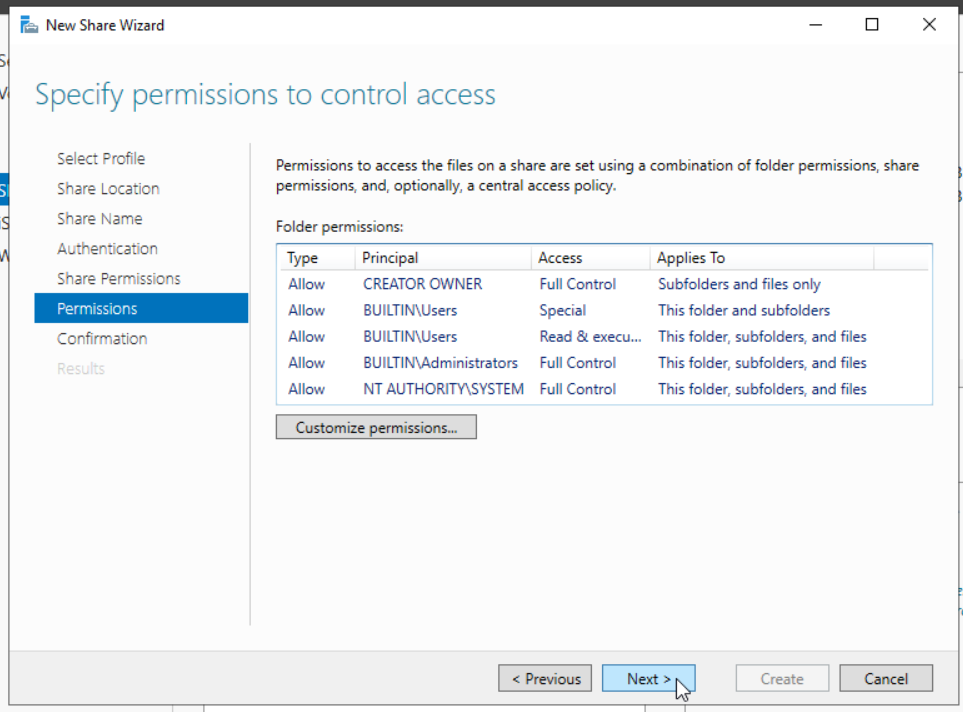 New Share Wizard
Specify permissions to control access
Select Profile
Share Location
Share Name
Authentication
Share Permissions
Permissions
Confirmation
Results
Permissions to access the files on a share are set using a combination of folder permissions, share
permissions, and, optionally, a central access policy.
Folder permissions:
Type Principal Access Applies To
Allow CREATOR OWNER Full Control Subfolders and files only
Allow BUILTIN\Users Special This folder and subfolders
Allow BUILTIN\Users Read & execu... This folder, subfolders, and files
Allow BUILTIN\Administrators Full Control This folder, subfolders, and files
Allow NT AUTHORITY\SYSTEM Full Control This folder, subfolders, and files
Customize permissions...
< Previous Next > Create Cancel